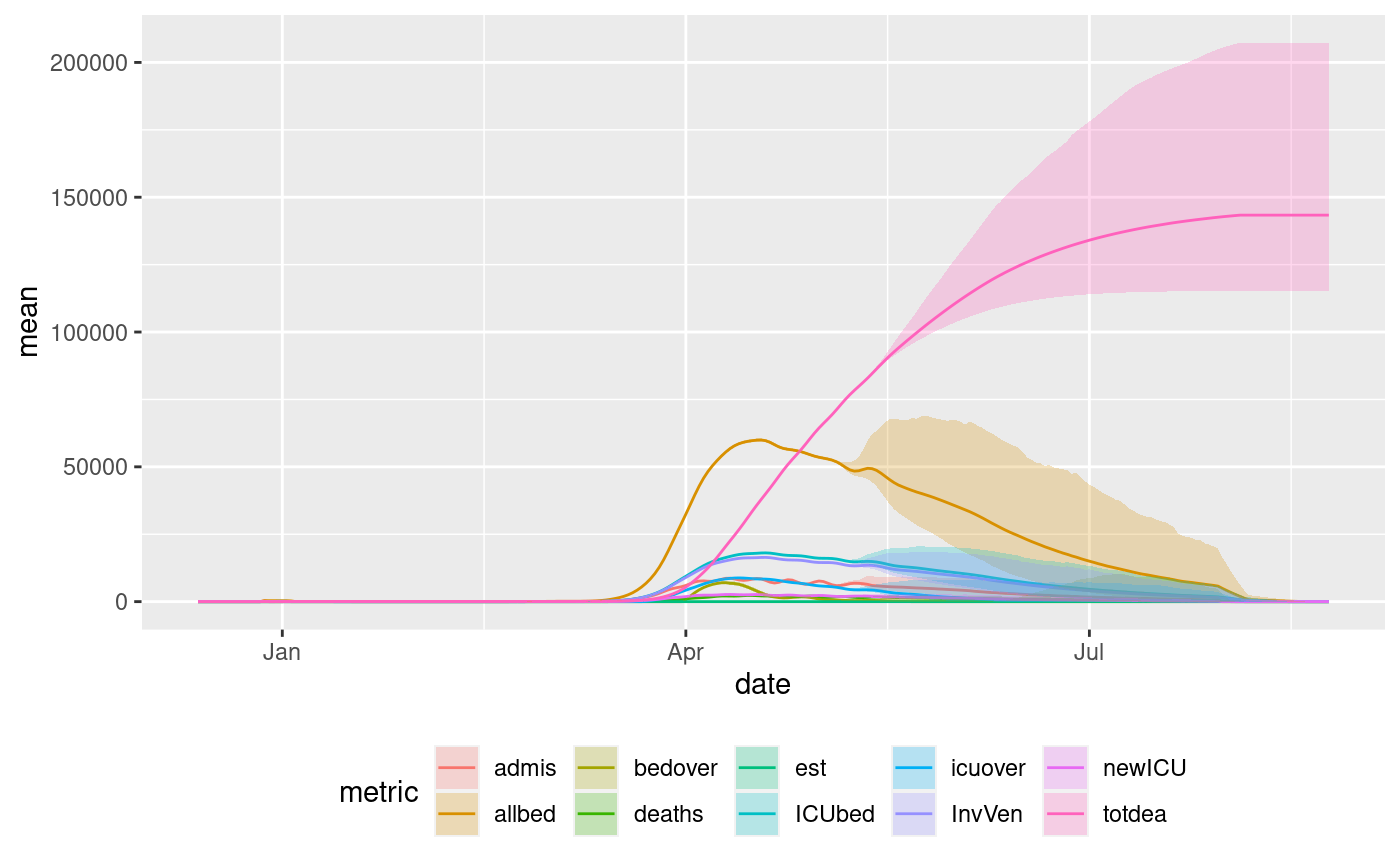 200000
150000
100000
50000
0
mean
Jan Apr Jul
date
metric
admis bedover est icuover newICU
allbed deaths ICUbed InvVen totdea